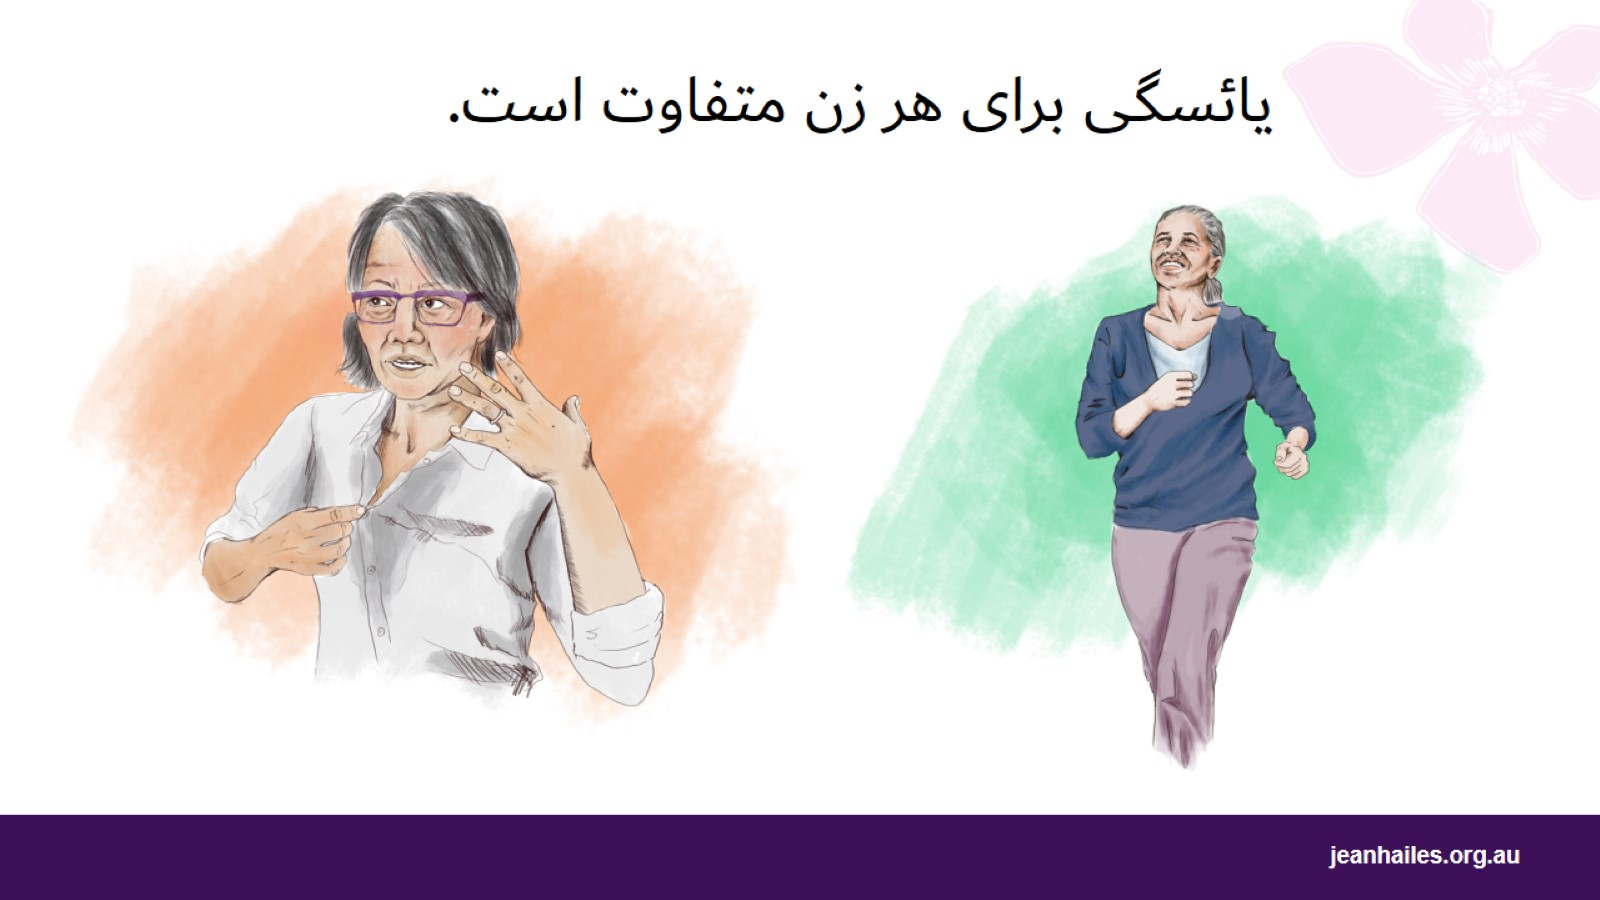 یائسگی برای هر زن متفاوت است.
jeanhailes.org.au